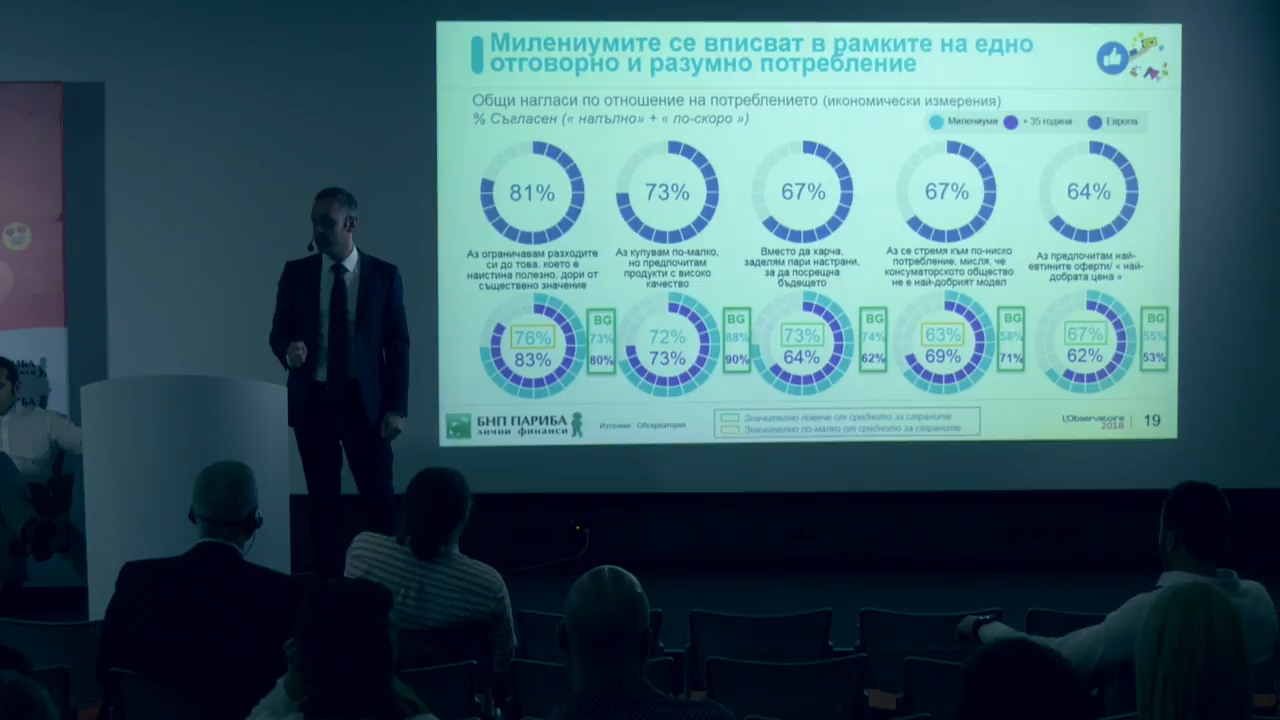 Милениумите се вписват в рамките на едно
отговорно и разумно потребление
Общи нагласи по отношение на потреблението (икономически измерения)
% Съгласен (« напълно» + « по-скоро »)
Милениуми + 35 години Европа
81% 73% 67% 67% 64%
Аз ограничавам разходите
си до това, което е
наистина полезно, дори от
съществено значение
Аз купувам по-малко,
но предпочитам
продукти с високо
качество
Вместо да харча,
заделям пари настрани,
за да посрещна
бъдещето
Аз се стремя към по-ниско
потребление, мисля, че
консуматорското общество
не е най-добрият модел
Аз предпочитам най-
евтините оферти/ « най-
добрата цена »
76%
83%
BG
73%
80%
72%
73%
BG
88%
90%
73%
64%
BG
74%
62%
63%
69%
BG
58%
71%
67%
62%
BG
55%
53%
БНП ПАРИБА
лични финанси
Източник Обсерватория
Значително повече от средното за страните
Значително по-малко от средното за страните
L'Observatoire
2018
19